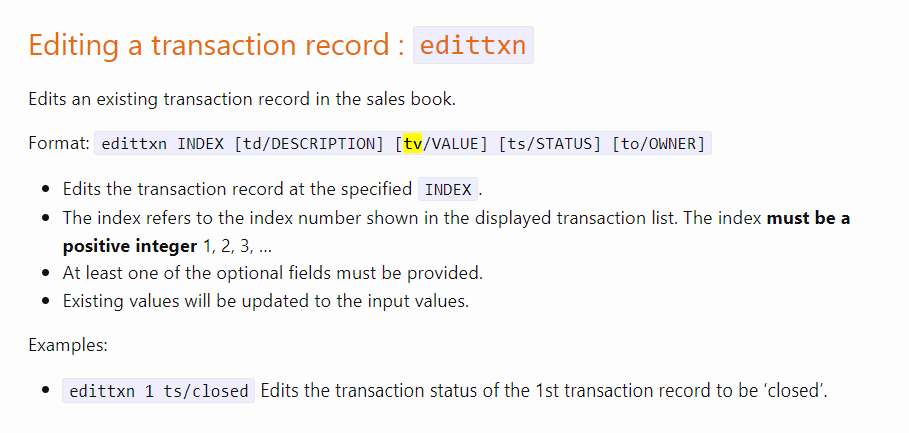 Editing a transaction record : edittxn
Edits an existing transaction record in the sales book.
Format: edittxn INDEX [td/DESCRIPTION] [tv/VALUE] [ts/STATUS] [to/OWNER]
• Edits the transaction record at the specified INDEX.
• The index refers to the index number shown in the displayed transaction list. The index must be a
positive integer 1, 2, 3, …
• At least one of the optional fields must be provided.
• Existing values will be updated to the input values.
Examples:
• edittxn 1 ts/closed Edits the transaction status of the 1st transaction record to be ‘closed’.